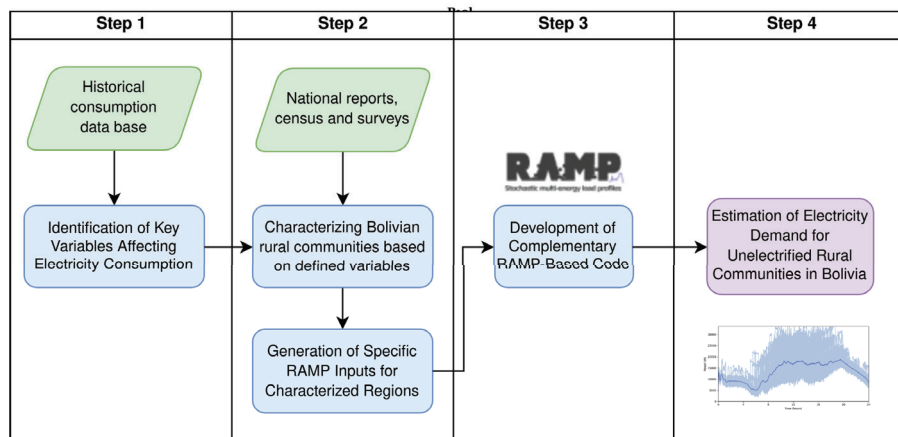 Step 1
Step 2
Step 3
Step 4
Historical
consumption
data base
Identification of Key
Variables Affecting
Electricity Consumption
National reports,
census and surveys
Characterizing Bolivian
rural communities based
on defined variables
Generation of Specific
RAMP Inputs for
Characterized Regions
RAMP
Stochastic multi-energy load profiles
Development of
Complementary
RAMP-Based Code
Estimation of Electricity
Demand for
Unelectrified Rural
Communities in Bolivia